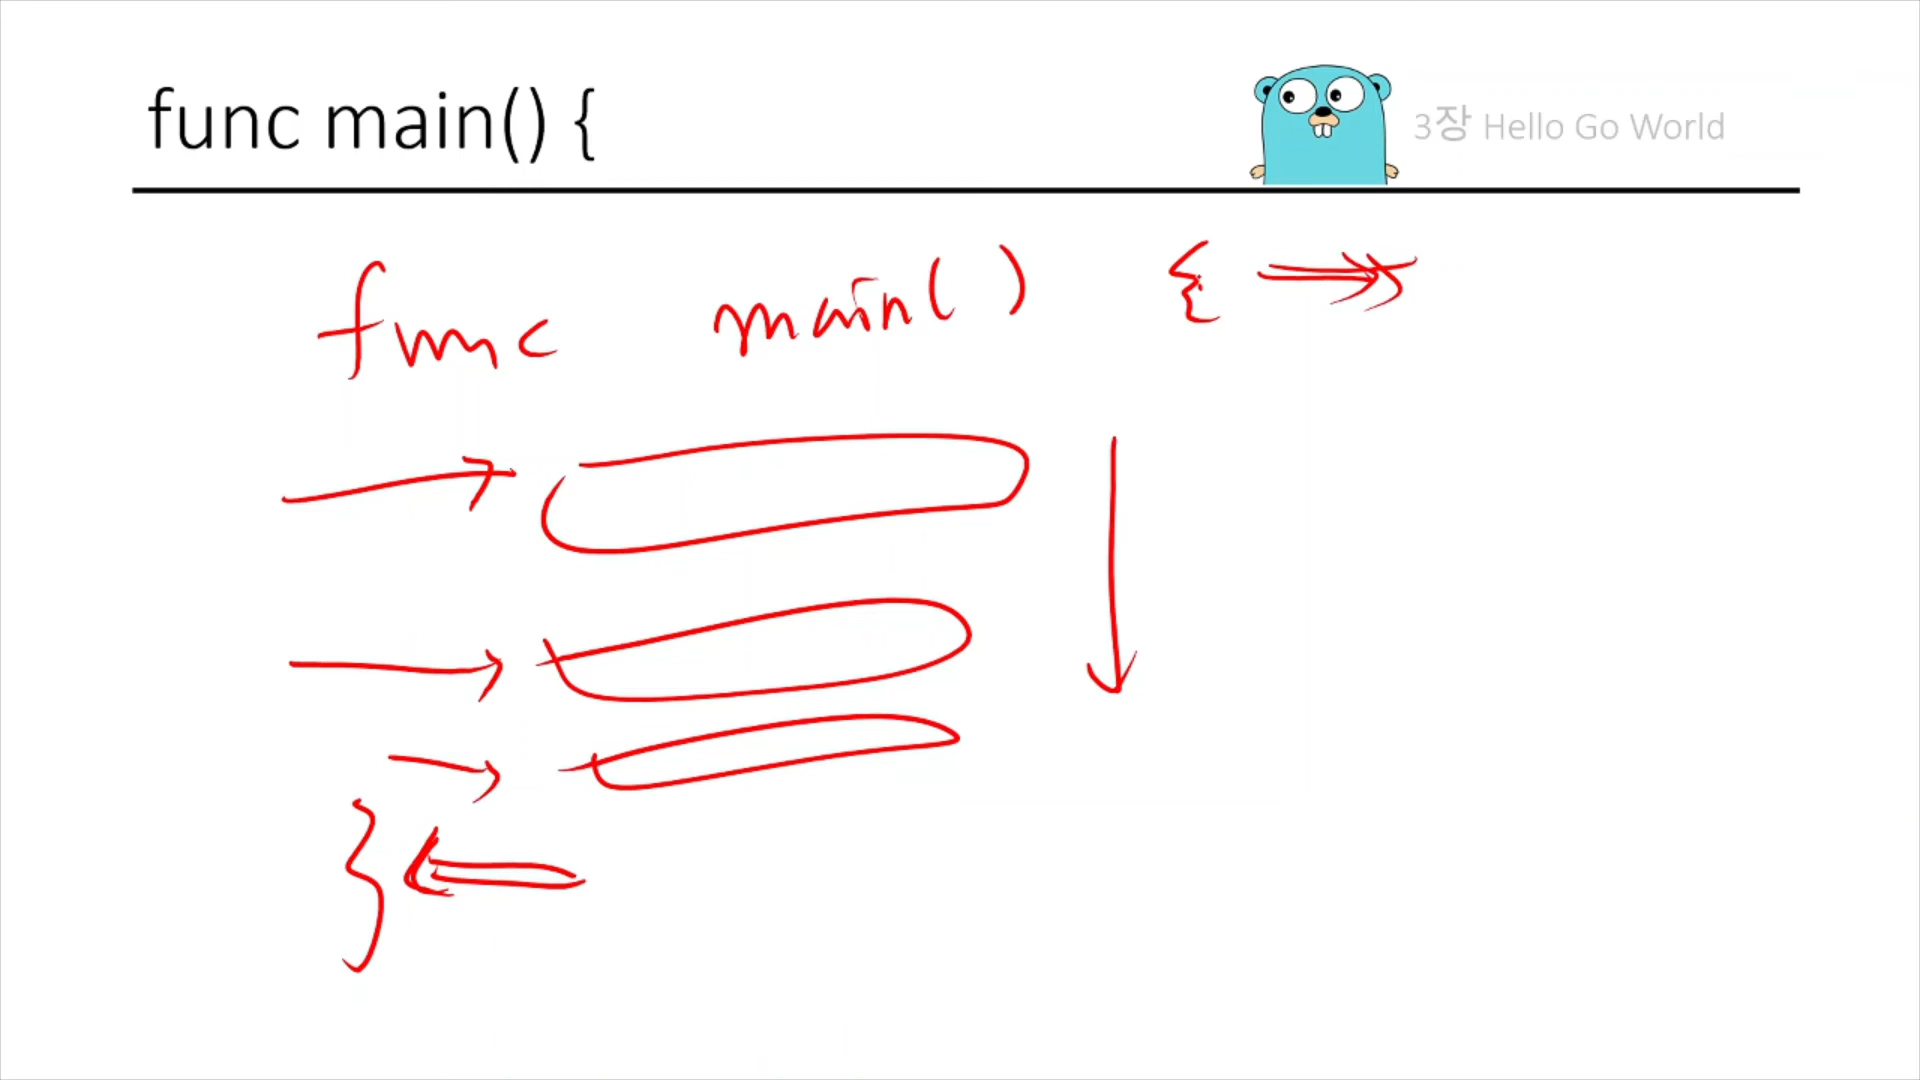 func main() {
3장 Hello Go World
func main() {
}